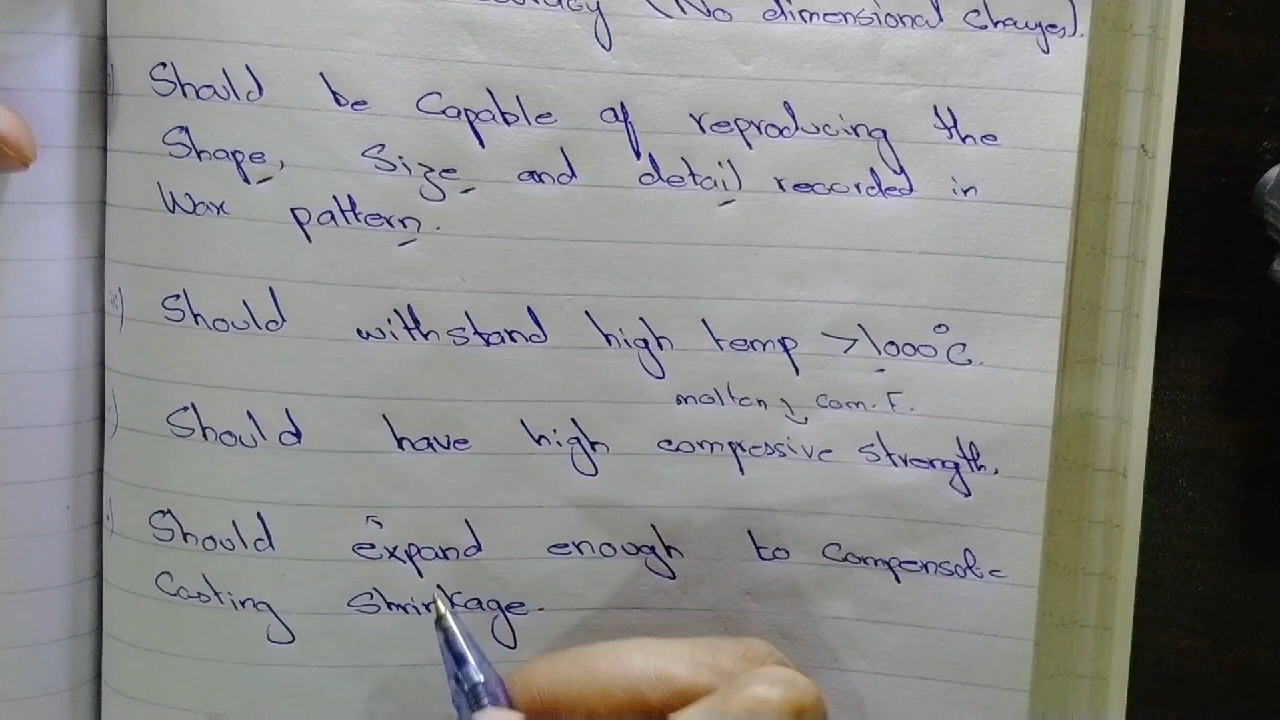 (No dimensional changes).
Should be Capable of reproducing the
Shape, Size and detail recorded in
Wax pattern.
Should withstand high temp >1000°C.
molten Com. F.
Should have high compressive strength.
Should expand enough to Compensate
Casting Shrinkage.